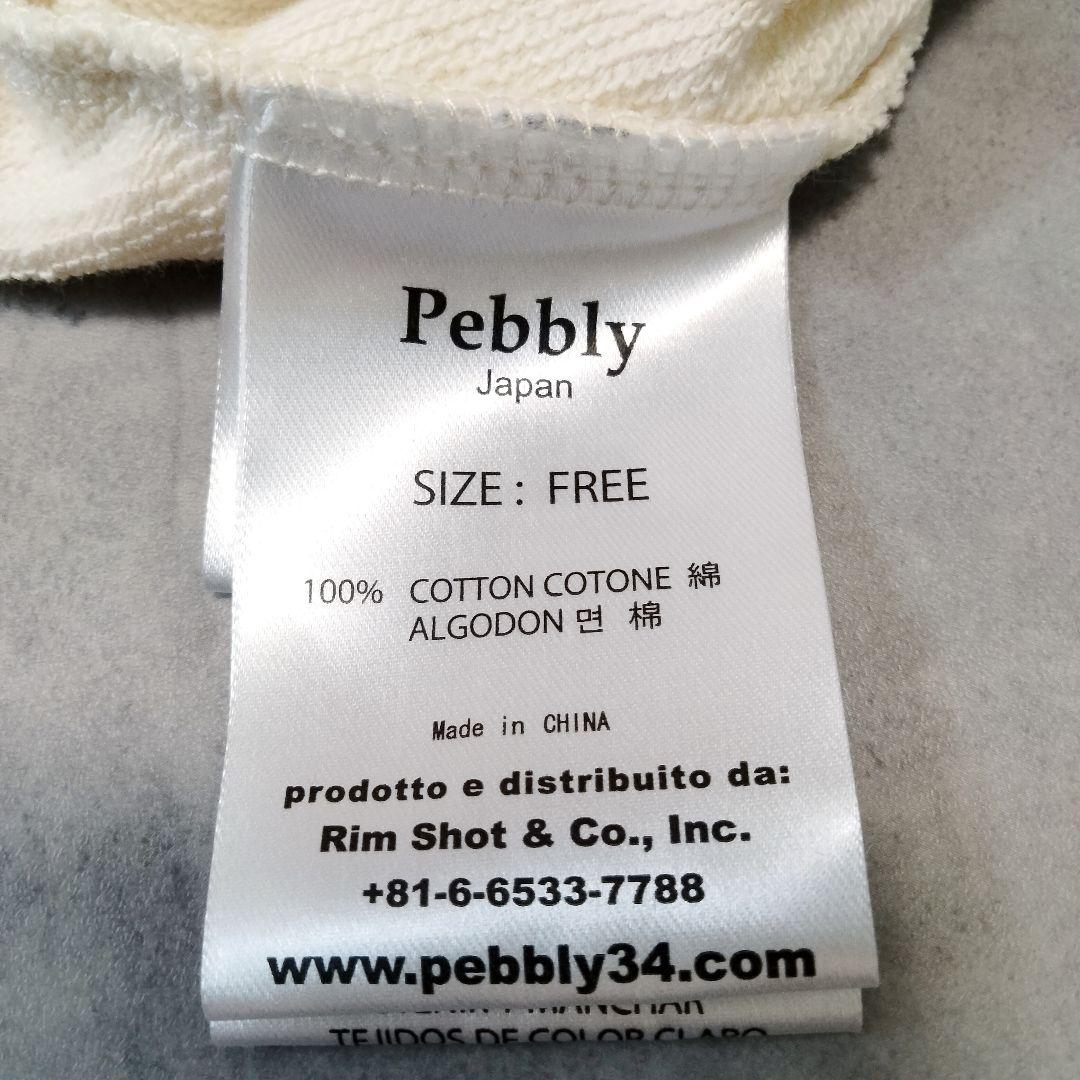 Pebbly
Japan
SIZE : FREE
100% COTTON COTONE 綿
ALGODON 면 棉
Made in CHINA
prodotto e distribuito da:
Rim Shot & Co., Inc.
+81-6-6533-7788
www.pebbly34.com
MANCHAR
TEJIDOS DE COLOR CLARO